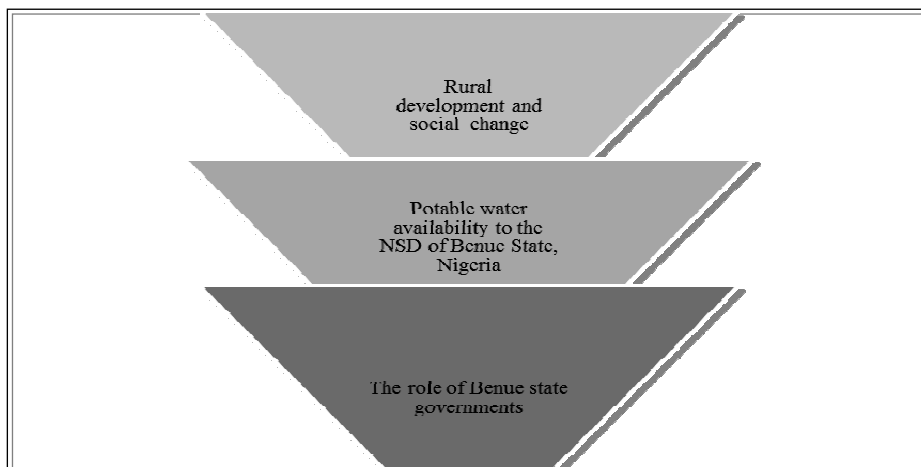 Rural
development and
social change
Potable water
availability to the
NSD of Benue State,
Nigeria
The role of Benue state
governments